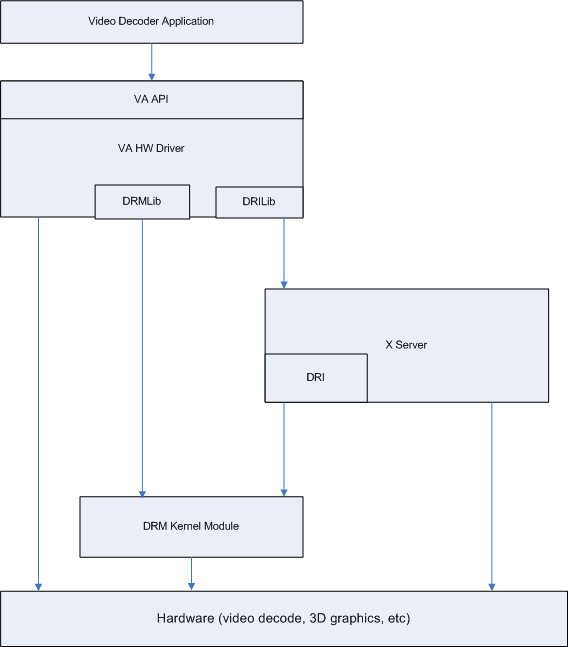 Video Decoder Application
VA API
VA HW Driver
DRMLib
DRILib
X Server
DRI
DRM Kernel Module
Hardware (video decode, 3D graphics, etc)